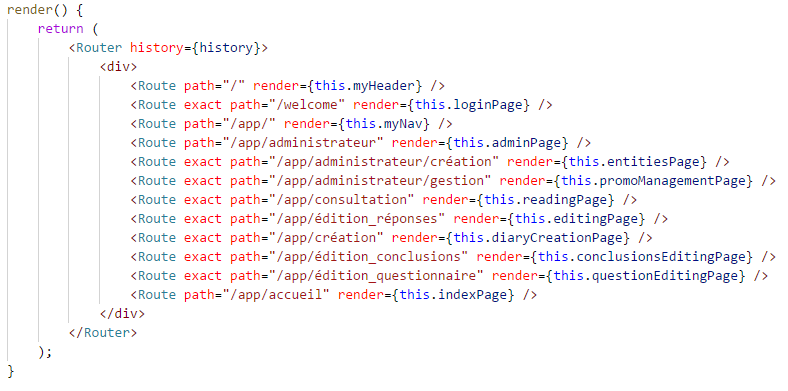 render() {
return (
<Router history={history}>
<div>
<Route path="/" render={this.myHeader} />
<Route exact path="/welcome" render={this.loginPage} />
<Route path="/app/" render={this.myNav} />
<Route path="/app/administrateur" render={this.adminPage} />
<Route exact path="/app/administrateur/création" render={this.entitiesPage} />
<Route exact path="/app/administrateur/gestion" render={this.promoManagementPage} />
<Route exact path="/app/consultation" render={this.readingPage} />
<Route exact path="/app/édition_réponses" render={this.editingPage} />
<Route exact path="/app/création" render={this.diaryCreationPage} />
<Route exact path="/app/édition_conclusions" render={this.conclusionsEditingPage} />
<Route exact path="/app/édition_questionnaire" render={this.questionEditingPage} />
<Route path="/app/accueil" render={this.indexPage} />
</div>
</Router>
);
}